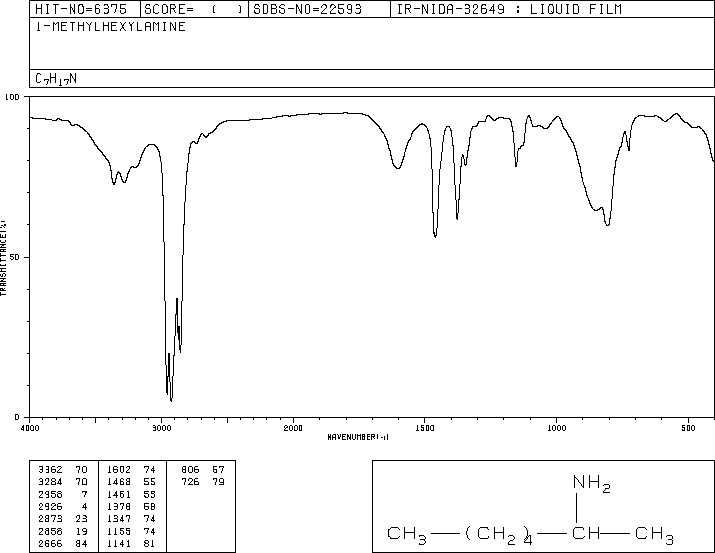 HIT-NO=6375 SCORE= ( ) SDBS-NO=22593 IR-NIDA-32649 : LIQUID FILM
1-METHYLHEXYLAMINE
C7H17N
100
50
0
TRANSMITTANCE(%)
4000 3000 2000 1500 1000 500
WAVENUMBER(-1)
3362 70 1602 74 806 57
3284 70 1468 55 726 79
2958 7 1461 55
2926 4 1378 60
2873 23 1347 74
2858 19 1155 74
2666 84 1141 81
NH2
CH3—(CH2)4—CH—CH3